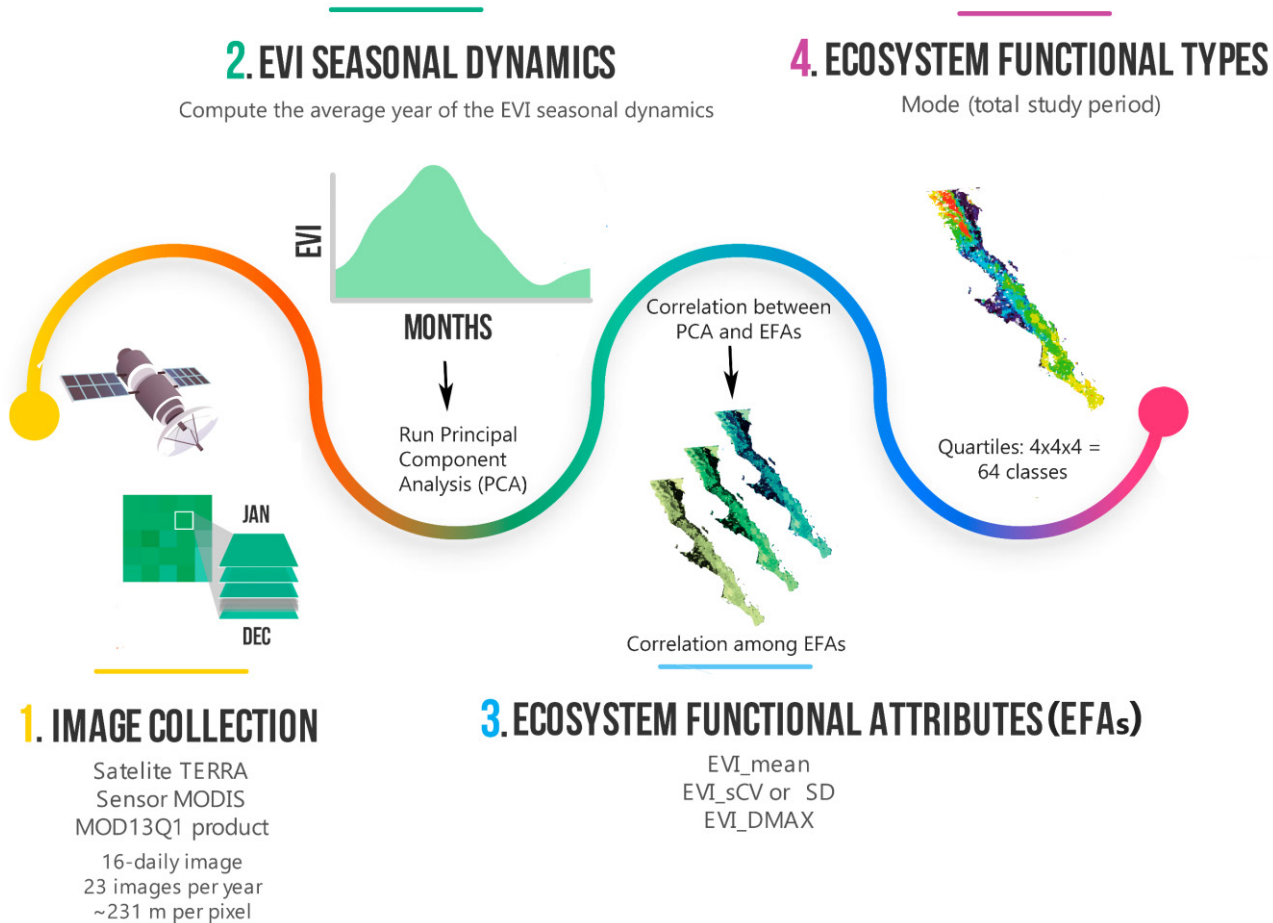 2. EVI SEASONAL DYNAMICS
Compute the average year of the EVI seasonal dynamics
4. ECOSYSTEM FUNCTIONAL TYPES
Mode (total study period)
EVI
MONTHS
Run Principal
Component
Analysis (PCA)
Correlation between
PCA and EFAs
Correlation among EFAs
Quartiles: 4x4x4 =
64 classes
JAN
DEC
1. IMAGE COLLECTION
Satelite TERRA
Sensor MODIS
MOD13Q1 product
16-daily image
23 images per year
~231 m per pixel
3. ECOSYSTEM FUNCTIONAL ATTRIBUTES (EFAs)
EVI_mean
EVI_sCV or SD
EVI_DMAX